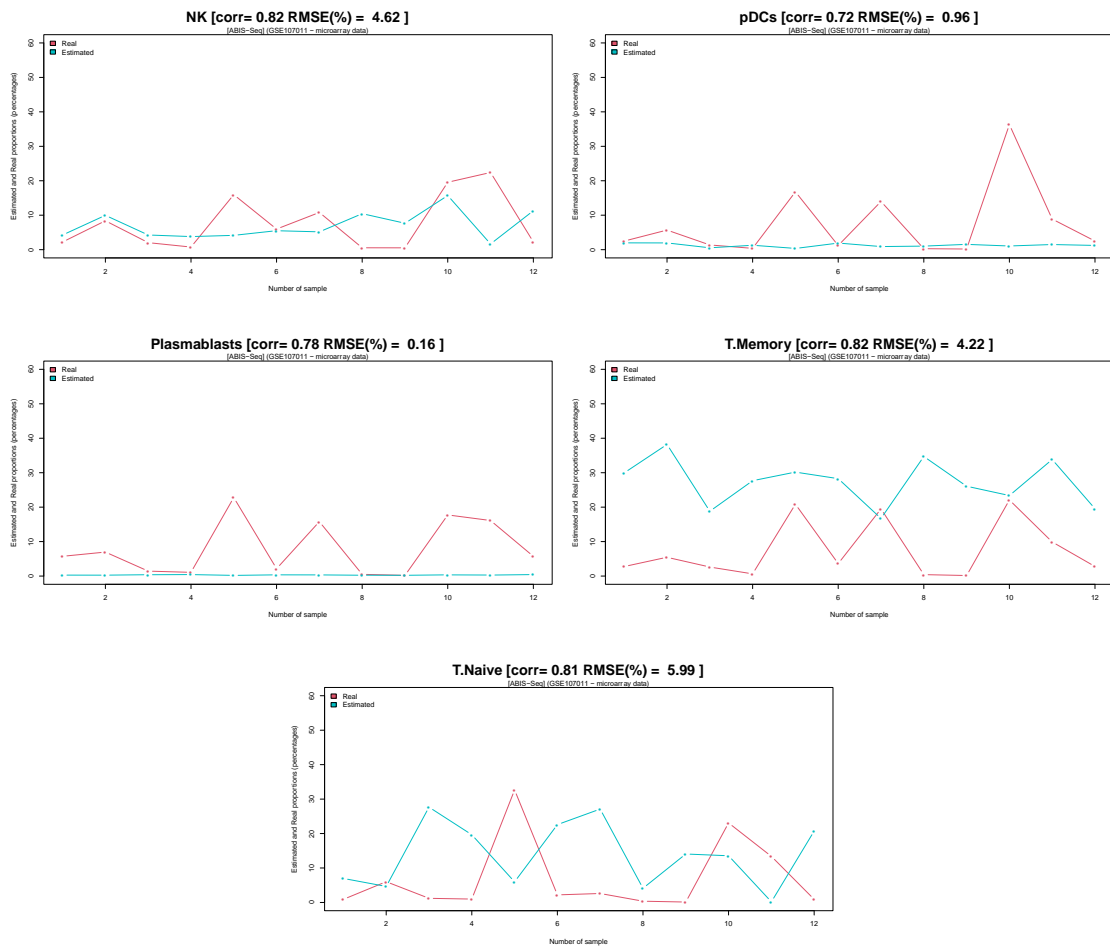 NK [corr= 0.82 RMSE(%) =  4.62 ]
[ABIS−Seq] (GSE107011 − microarray data)
Real
Estimated
Estimated and Real proportions (percentages)
60
50
40
30
20
10
0
2 4 6 8 10 12
Number of sample
pDCs [corr= 0.72 RMSE(%) =  0.96 ]
[ABIS−Seq] (GSE107011 − microarray data)
Real
Estimated
Estimated and Real proportions (percentages)
60
50
40
30
20
10
0
2 4 6 8 10 12
Number of sample
Plasmablasts [corr= 0.78 RMSE(%) =  0.16 ]
[ABIS−Seq] (GSE107011 − microarray data)
Real
Estimated
Estimated and Real proportions (percentages)
60
50
40
30
20
10
0
2 4 6 8 10 12
Number of sample
T.Memory [corr= 0.82 RMSE(%) =  4.22 ]
[ABIS−Seq] (GSE107011 − microarray data)
Real
Estimated
Estimated and Real proportions (percentages)
60
50
40
30
20
10
0
2 4 6 8 10 12
Number of sample
T.Naive [corr= 0.81 RMSE(%) =  5.99 ]
[ABIS−Seq] (GSE107011 − microarray data)
Real
Estimated
Estimated and Real proportions (percentages)
60
50
40
30
20
10
0
2 4 6 8 10 12
Number of sample